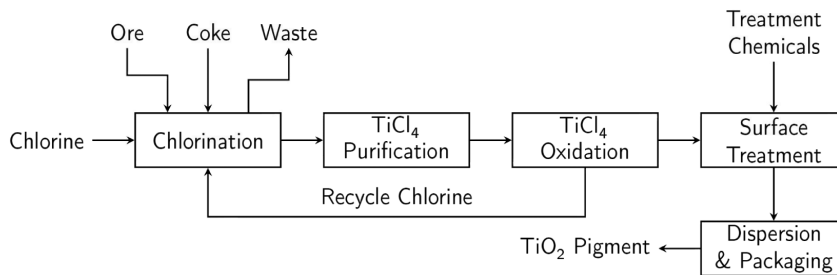 Ore
Coke
Waste
Treatment
Chemicals
Chlorine
Chlorination
TiCl₄
Purification
TiCl₄
Oxidation
Surface
Treatment
Recycle Chlorine
TiO₂ Pigment
Dispersion
& Packaging